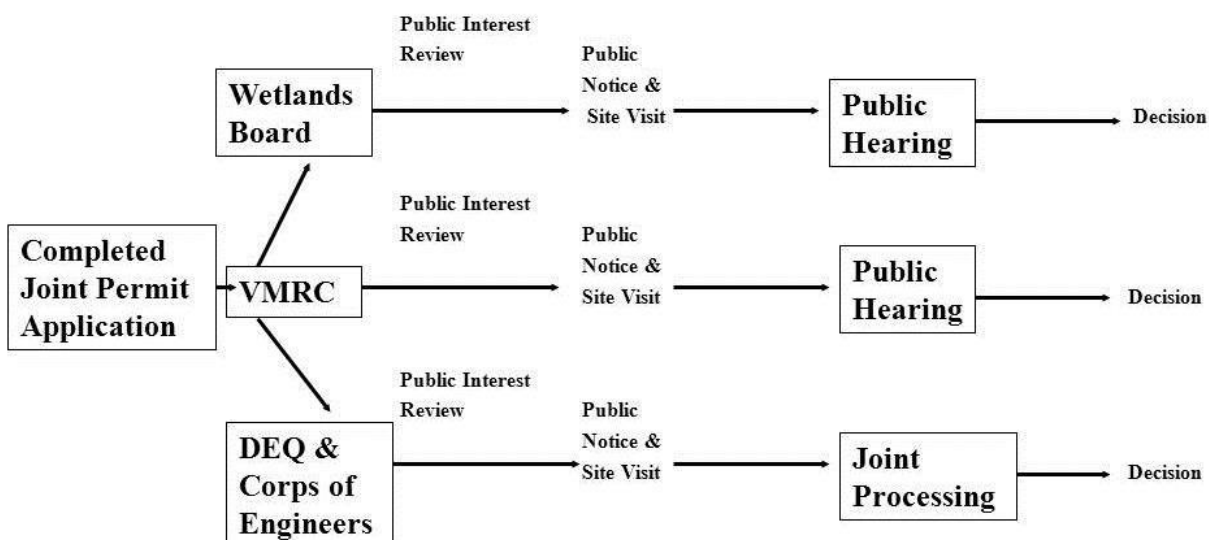 Public Interest
Review
Public
Notice &
Site Visit
Wetlands
Board
Public
Hearing
Decision
Completed
Joint Permit
Application
VMRC
Public Interest
Review
Public
Notice &
Site Visit
Public
Hearing
Decision
Public Interest
Review
Public
Notice &
Site Visit
DEQ &
Corps of
Engineers
Joint
Processing
Decision